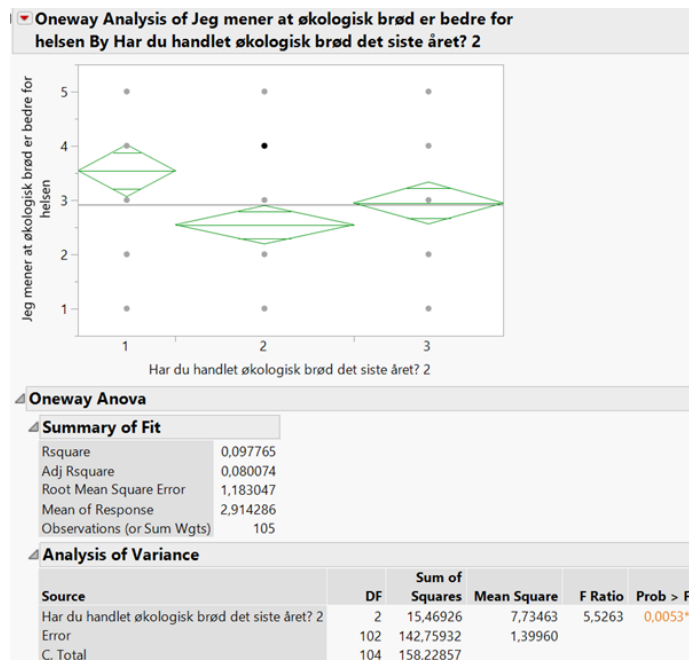 Oneway Analysis of Jeg mener at økologisk brød er bedre for
helsen By Har du handlet økologisk brød det siste året? 2
Jeg mener at økologisk brød er bedre for
helsen
5
4
3
2
1
1 2 3
Har du handlet økologisk brød det siste året? 2
Oneway Anova
Summary of Fit
Rsquare 0,097765
Adj Rsquare 0,080074
Root Mean Square Error 1,183047
Mean of Response 2,914286
Observations (or Sum Wgts) 105
Analysis of Variance
Sum of
Source DF Squares Mean Square F Ratio Prob > F
Har du handlet økologisk brød det siste året? 2 2 15,46926 7,73463 5,5263 0,0053*
Error 102 142,75932 1,39960
C. Total 104 158,22857